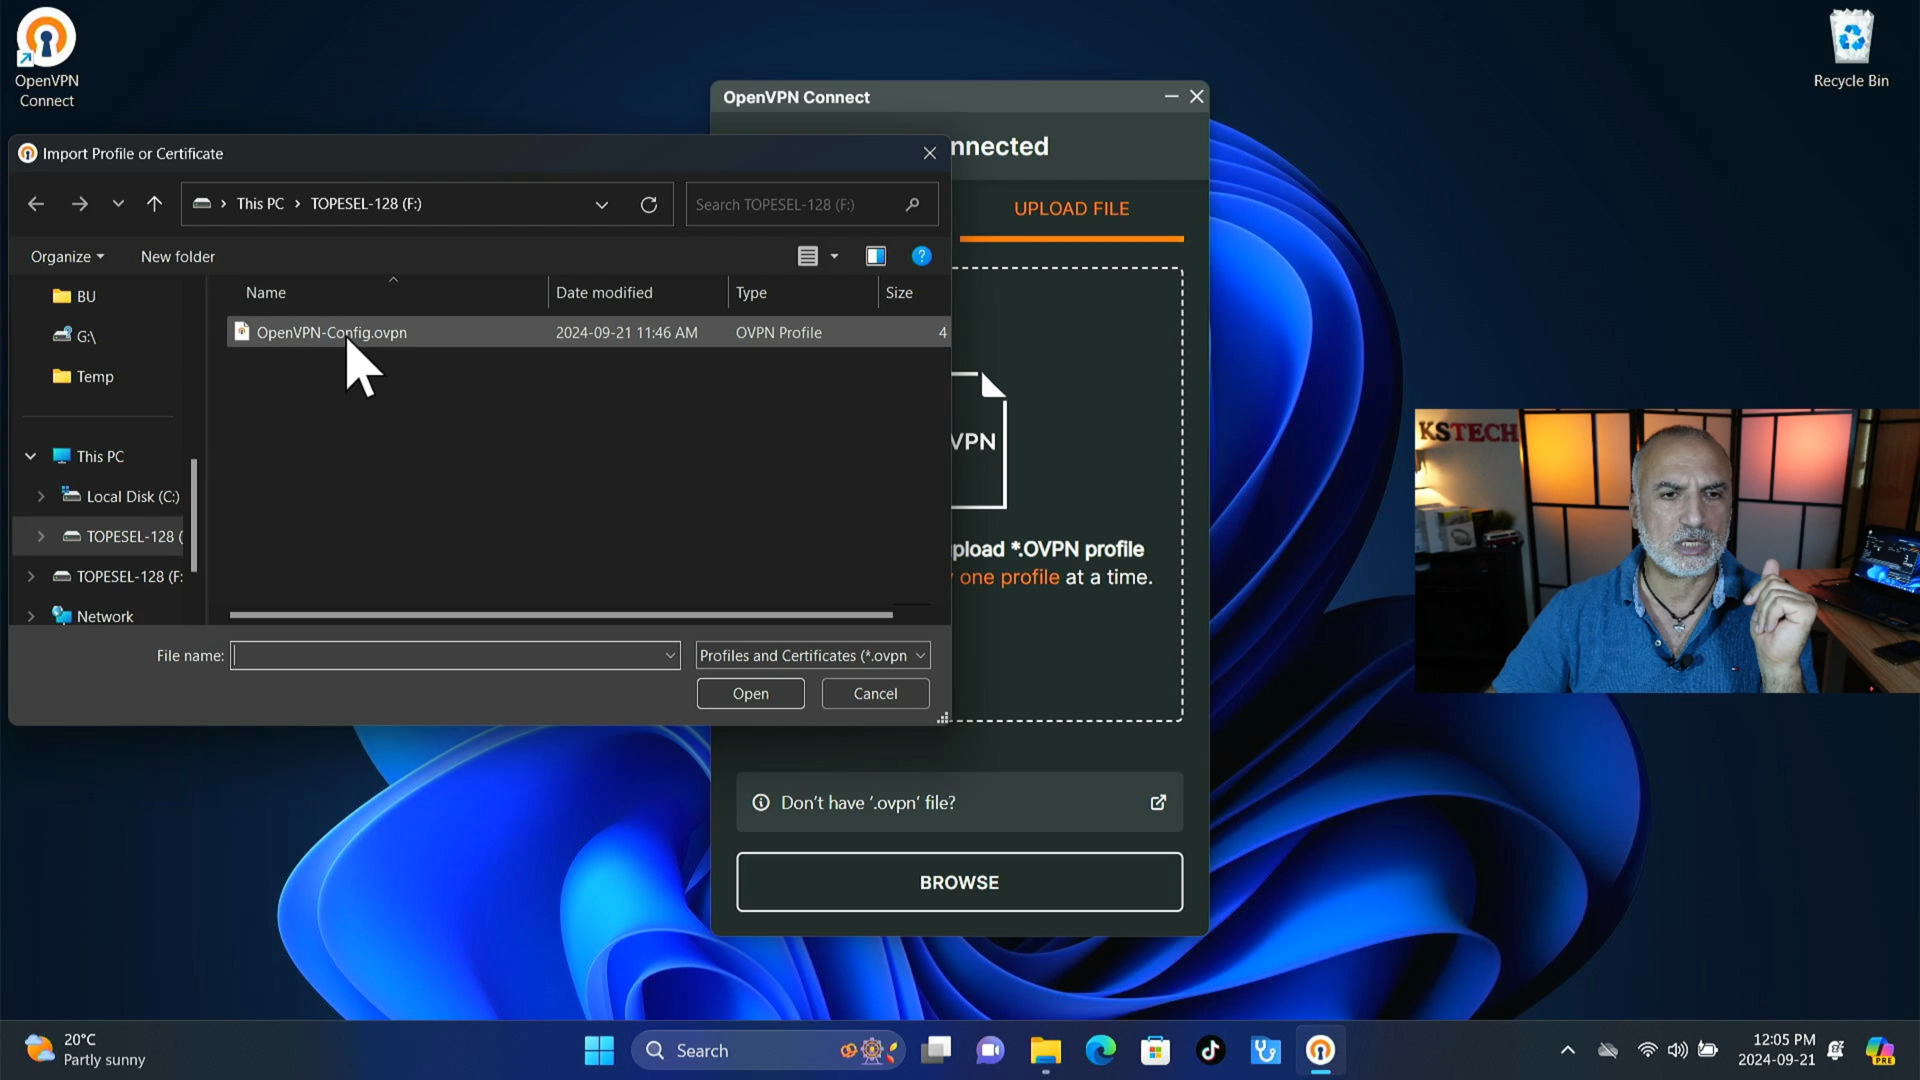 OpenVPN
Connect
Recycle Bin
OpenVPN Connect
nnected
UPLOAD FILE
VPN
pload *.OVPN profile
one profile at a time.
Don't have '.ovpn' file?
BROWSE
Import Profile or Certificate
This PC > TOPESEL-128 (F:)
Search TOPESEL-128 (F:)
Organize
New folder
Name
Date modified
Type
Size
OpenVPN-Config.ovpn
2024-09-21 11:46 AM
OVPN Profile
4
BU
G:\
Temp
This PC
Local Disk (C:)
TOPESEL-128 (
TOPESEL-128 (F:
Network
File name:
Profiles and Certificates (*.ovpn
Open
Cancel
KSTECH
20°C
Partly sunny
Search
12:05 PM
2024-09-21
PRE